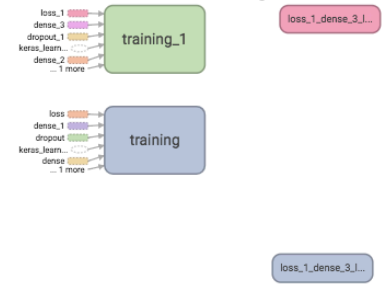 loss_1
dense_3
dropout_1
keras_learn...
dense_2
... 1 more
training_1
loss_1_dense_3_l...
loss
dense_1
dropout
keras_learn...
dense
... 1 more
training
loss_1_dense_3_l...